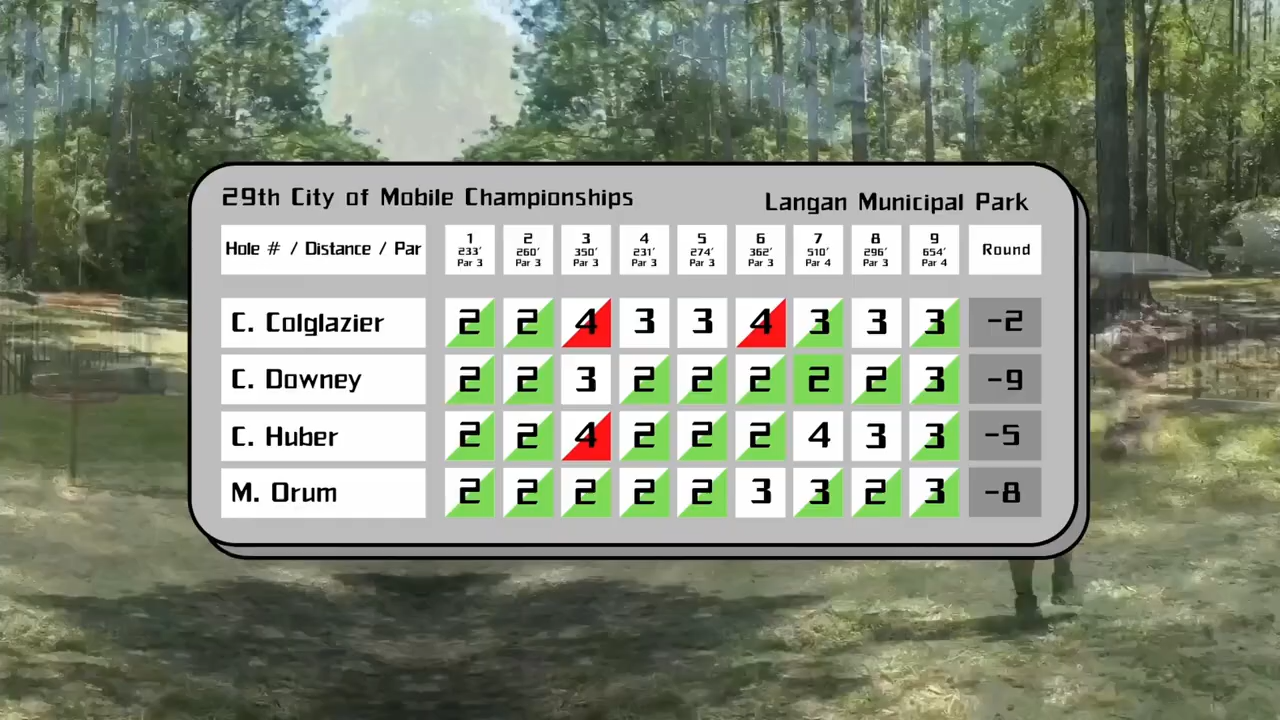 29th City of Mobile Championships
Langan Municipal Park
Hole # / Distance / Par 1 2 3 4 5 6 7 8 9 Round
233' 260' 350' 231' 274' 362' 510' 296' 654'
Par 3 Par 3 Par 3 Par 3 Par 3 Par 3 Par 4 Par 3 Par 4
C. Colglazier 2 2 4 3 3 4 3 3 3 -2
C. Downey 2 2 3 2 2 2 2 2 3 -9
C. Huber 2 2 4 2 2 2 4 3 3 -5
M. Orum 2 2 2 2 2 3 3 2 3 -8